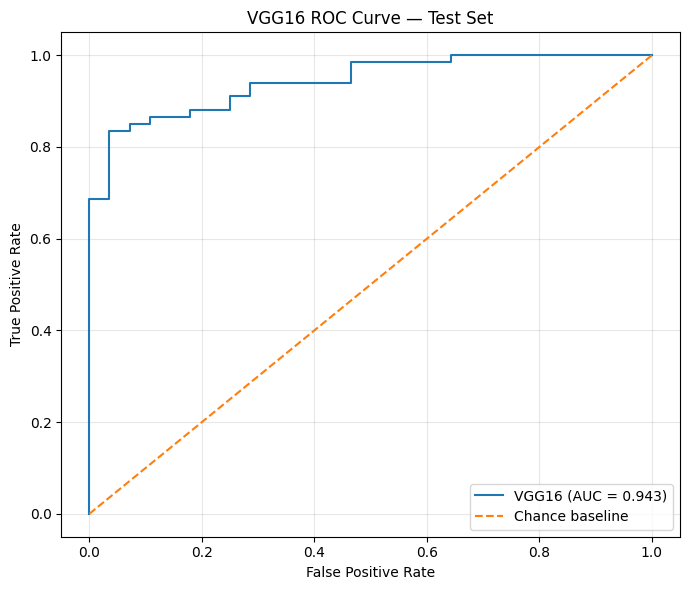 VGG16 ROC Curve — Test Set
True Positive Rate
1.0
0.8
0.6
0.4
0.2
0.0
VGG16 (AUC = 0.943)
Chance baseline
0.0 0.2 0.4 0.6 0.8 1.0
False Positive Rate